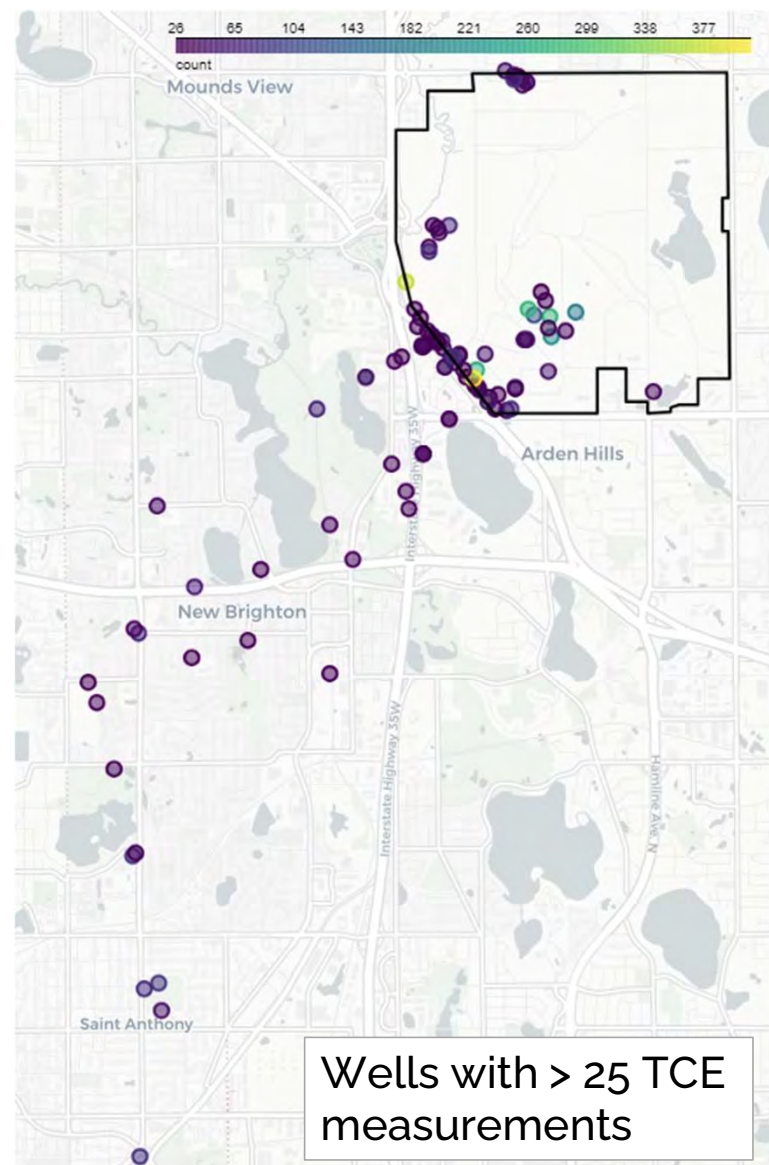 26 65 104 143 182 221 260 299 338 377
count
Mounds View
Interstate Highway 35W
Arden Hills
New Brighton
Interstate Highway 35W
Hamline Ave N
Saint Anthony
Wells with > 25 TCE
measurements